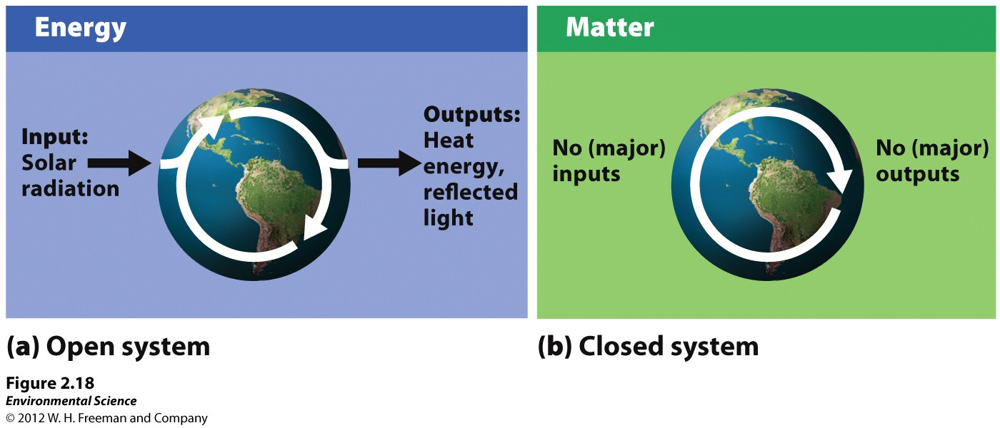 Energy
Input:
Solar
radiation
Outputs:
Heat
energy,
reflected
light
(a) Open system
Matter
No (major)
inputs
No (major)
outputs
(b) Closed system
Figure 2.18
Environmental Science
© 2012 W. H. Freeman and Company